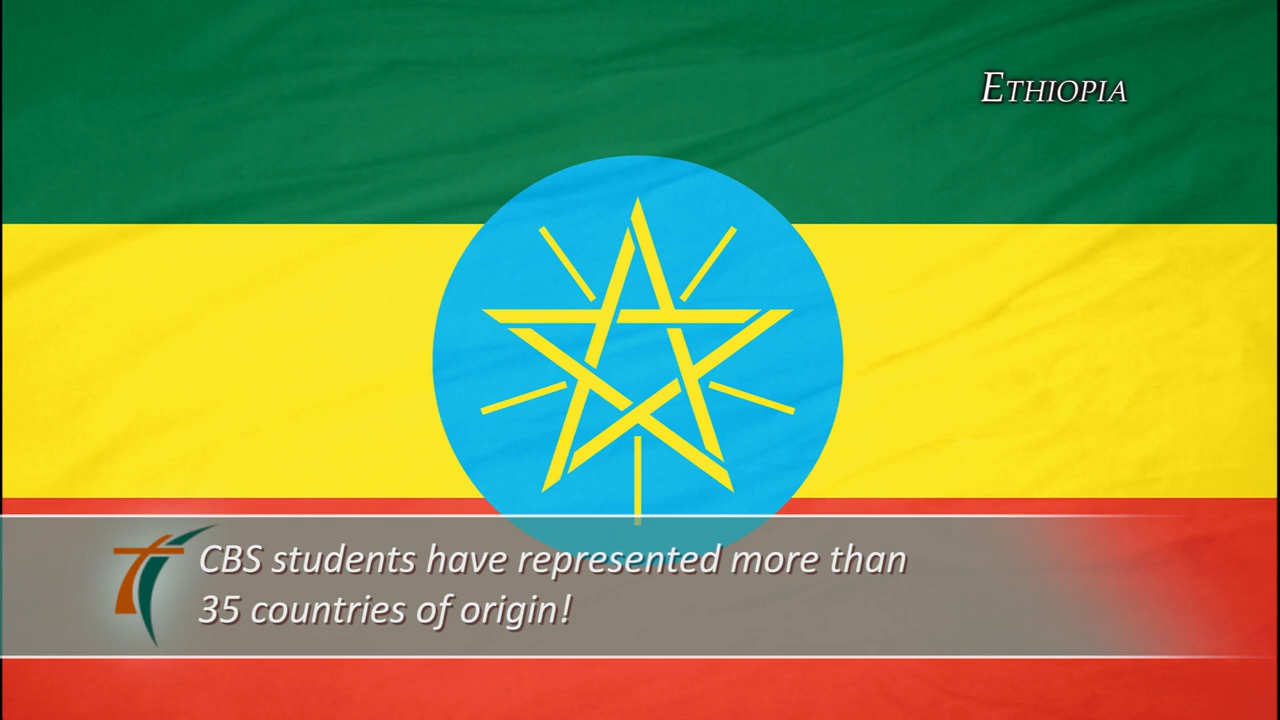 Ethiopia
CBS students have represented more than
35 countries of origin!